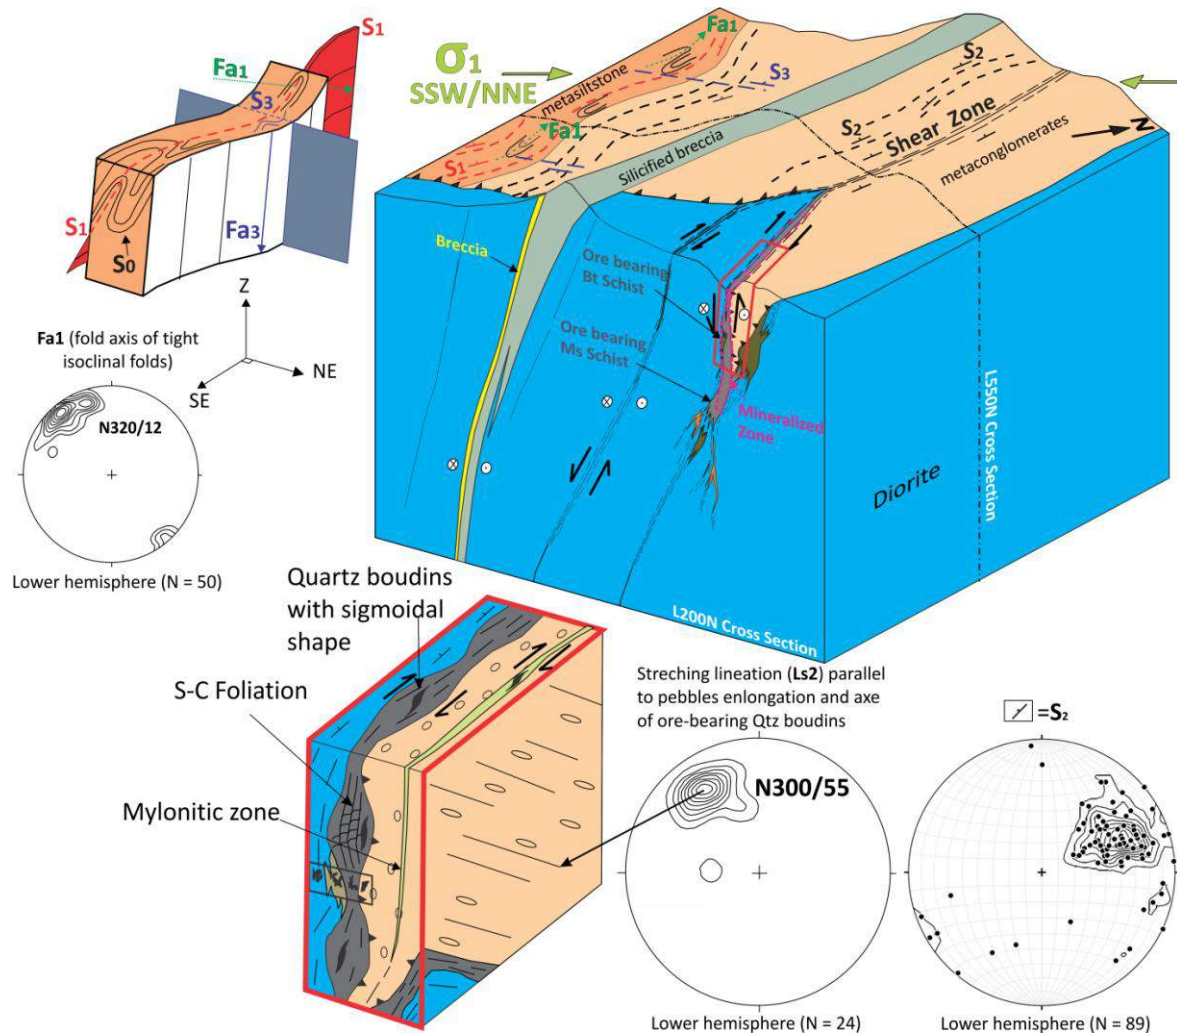 S1
Fa1
S3
S1
S0
Fa3
σ1
SSW/NNE
metasiltstone
Fa1
S3
Fa1
S1
S2
S2
Shear Zone
N
Silicified breccia
metaconglomerates
Breccia
Ore bearing
Bt Schist
Ore bearing
Ms Schist
Mineralized
Zone
Diorite
L550N Cross Section
L200N Cross Section
Z
NE
SE
Fa1 (fold axis of tight
isoclinal folds)
N320/12
Lower hemisphere (N = 50)
Quartz boudins
with sigmoidal
shape
S-C Foliation
Mylonitic zone
Streching lineation (Ls2) parallel
to pebbles enlongation and axe
of ore-bearing Qtz boudins
N300/55
Lower hemisphere (N = 24)
=S2
Lower hemisphere (N = 89)